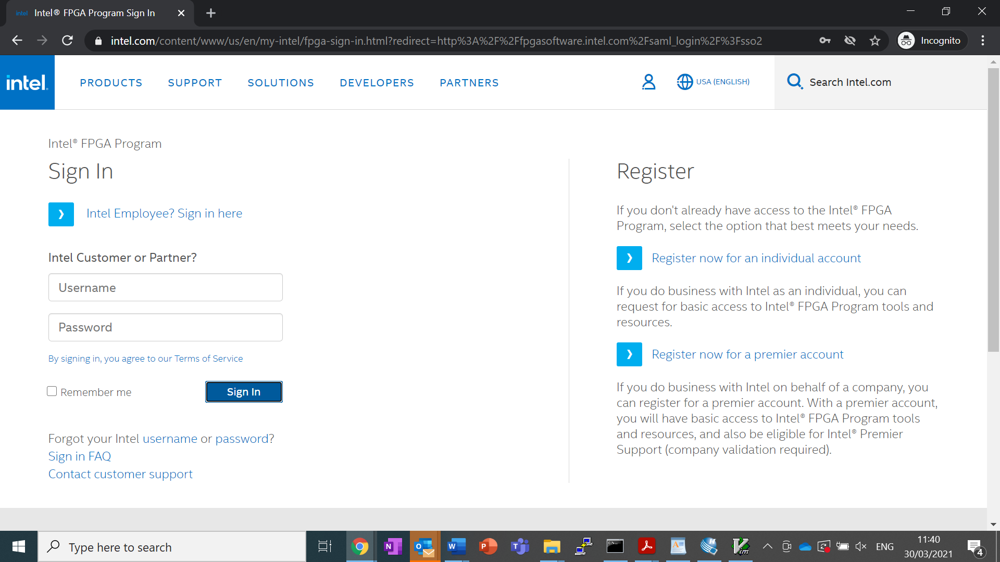 intel Intel® FPGA Program Sign In
intel.com/content/www/us/en/my-intel/fpga-sign-in.html?redirect=http%3A%2F%2Ffpgasoftware.intel.com%2Fsaml_login%2F%3Fsso2
Incognito
intel.
PRODUCTS SUPPORT SOLUTIONS DEVELOPERS PARTNERS
USA (ENGLISH)
Search Intel.com
Intel® FPGA Program
Sign In
Intel Employee? Sign in here
Intel Customer or Partner?
Username
Password
By signing in, you agree to our Terms of Service
Remember me
Sign In
Forgot your Intel username or password?
Sign in FAQ
Contact customer support
Register
If you don't already have access to the Intel® FPGA
Program, select the option that best meets your needs.
Register now for an individual account
If you do business with Intel as an individual, you can
request for basic access to Intel® FPGA Program tools and
resources.
Register now for a premier account
If you do business with Intel on behalf of a company, you
can register for a premier account. With a premier account,
you will have basic access to Intel® FPGA Program tools
and resources, and also be eligible for Intel® Premier
Support (company validation required).
Type here to search
ENG
11:40
30/03/2021
4